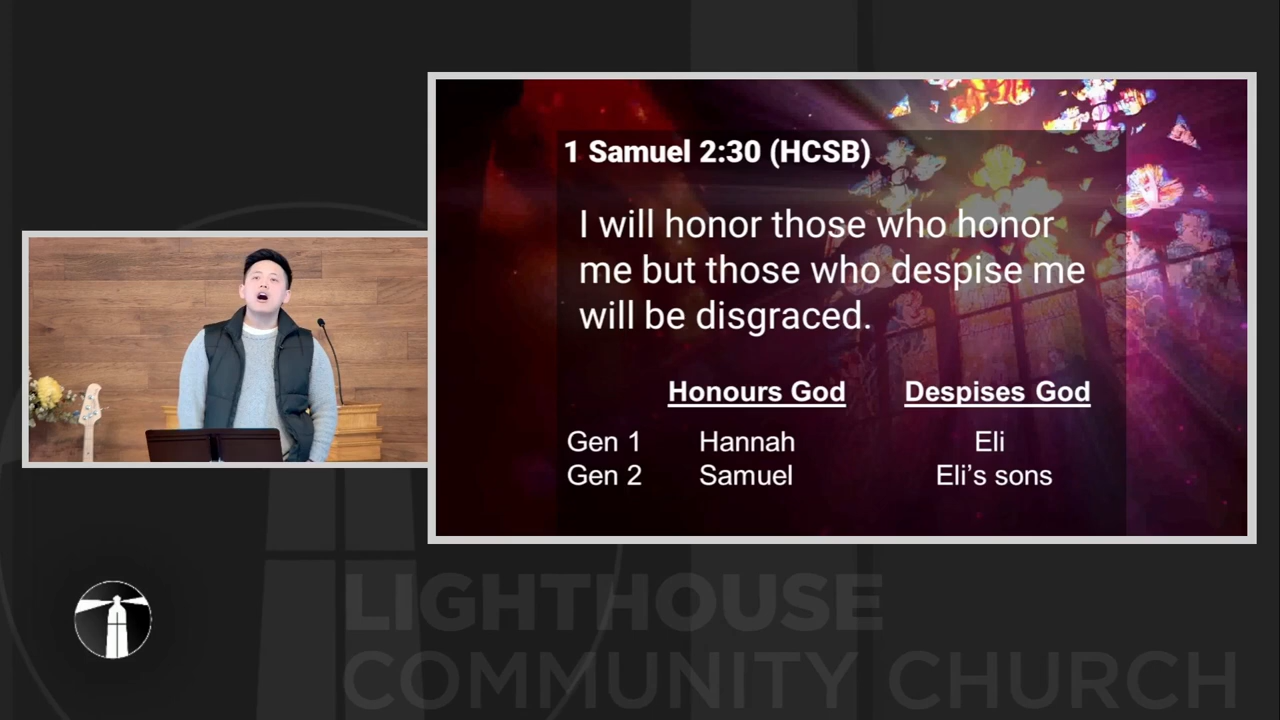 1 Samuel 2:30 (HCSB)
I will honor those who honor
me but those who despise me
will be disgraced.
Honours God Despises God
Gen 1 Hannah Eli
Gen 2 Samuel Eli’s sons
LIGHTHOUSE
COMMUNITY CHURCH